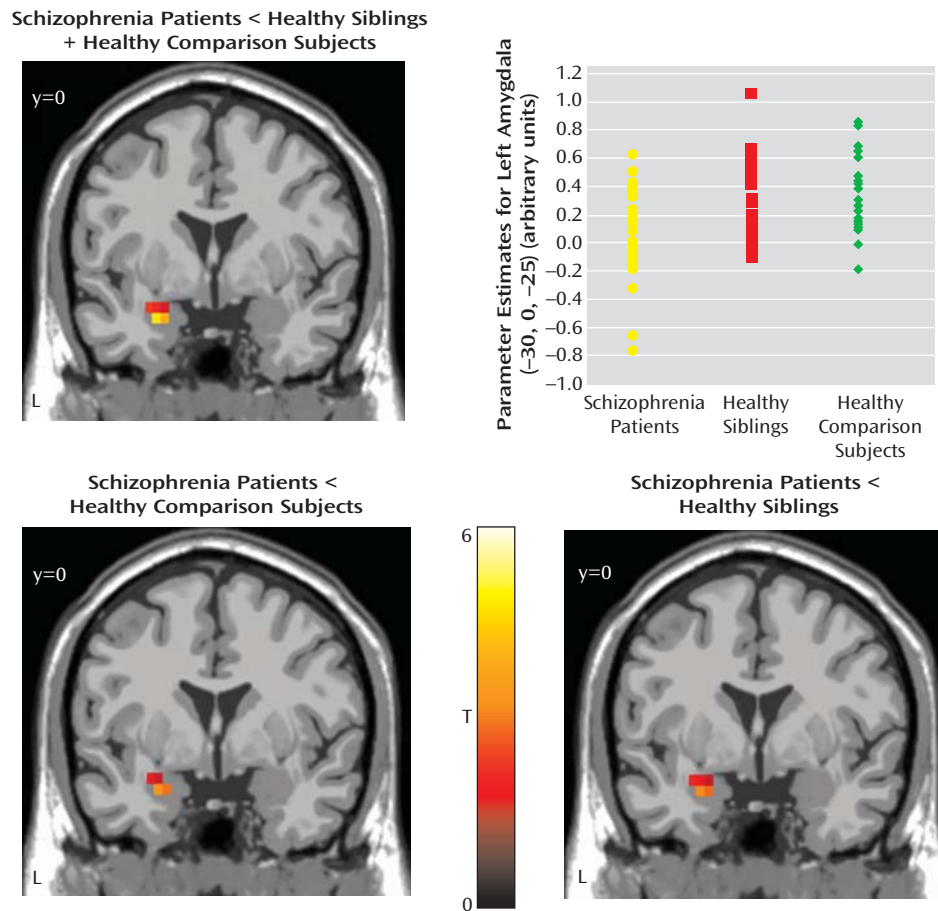 Schizophrenia Patients < Healthy Siblings
+ Healthy Comparison Subjects
y=0
L
Parameter Estimates for Left Amygdala
(–30, 0, –25) (arbitrary units)
1.2
1.0
0.8
0.6
0.4
0.2
0.0
–0.2
–0.4
–0.6
–0.8
–1.0
Schizophrenia
Patients
Healthy
Siblings
Healthy
Comparison
Subjects
Schizophrenia Patients <
Healthy Comparison Subjects
y=0
L
6
T
0
Schizophrenia Patients <
Healthy Siblings
y=0
L